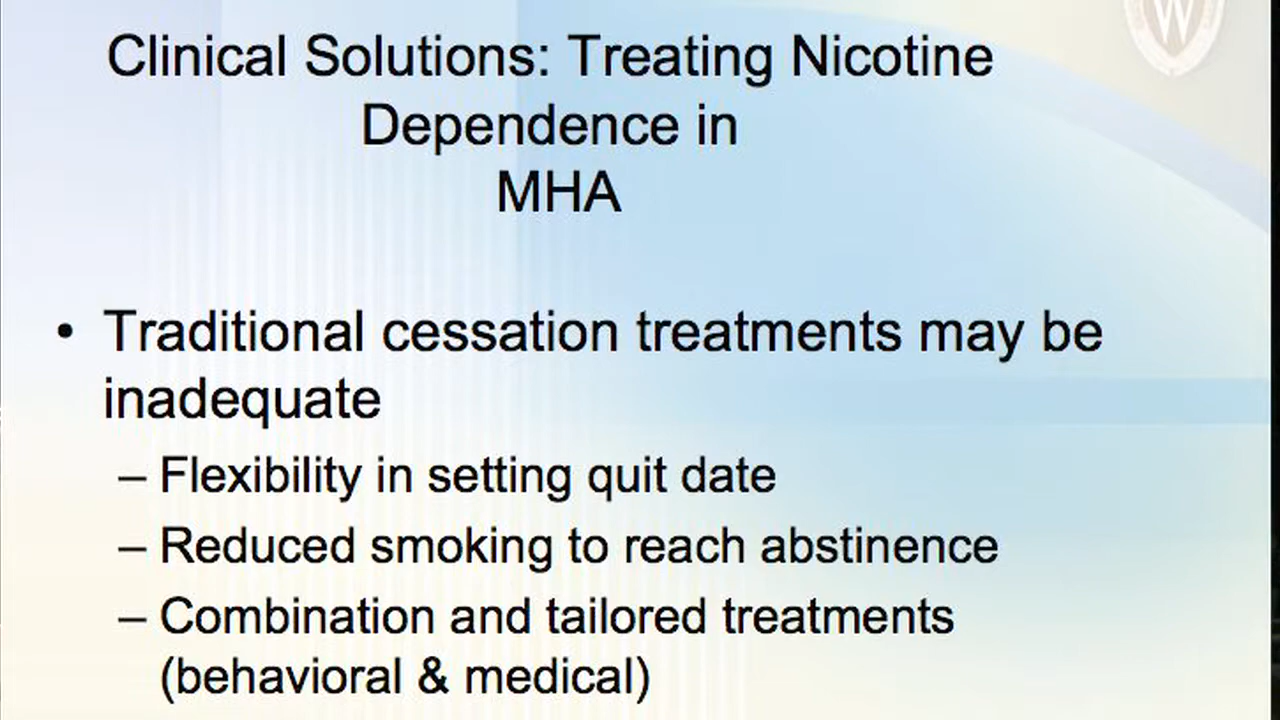 W
Clinical Solutions: Treating Nicotine
Dependence in
MHA
• Traditional cessation treatments may be
inadequate
– Flexibility in setting quit date
– Reduced smoking to reach abstinence
– Combination and tailored treatments
(behavioral & medical)